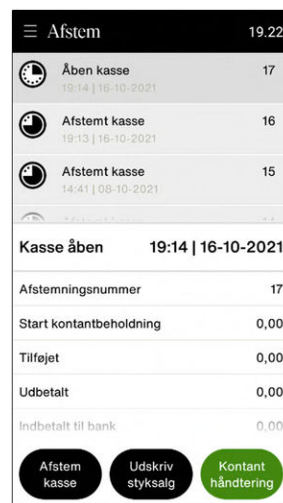 Afstem 19.22
Åben kasse 17
19:14 | 16-10-2021
Afstemt kasse 16
19:13 | 16-10-2021
Afstemt kasse 15
14:41 | 08-10-2021
Kasse åben 19:14 | 16-10-2021
Afstemningsnummer 17
Start kontantbeholdning 0,00
Tilføjet 0,00
Udbetalt 0,00
Indbetalt til bank 0,00
Afstem
kasse
Udskriv
styksalg
Kontant
håndtering